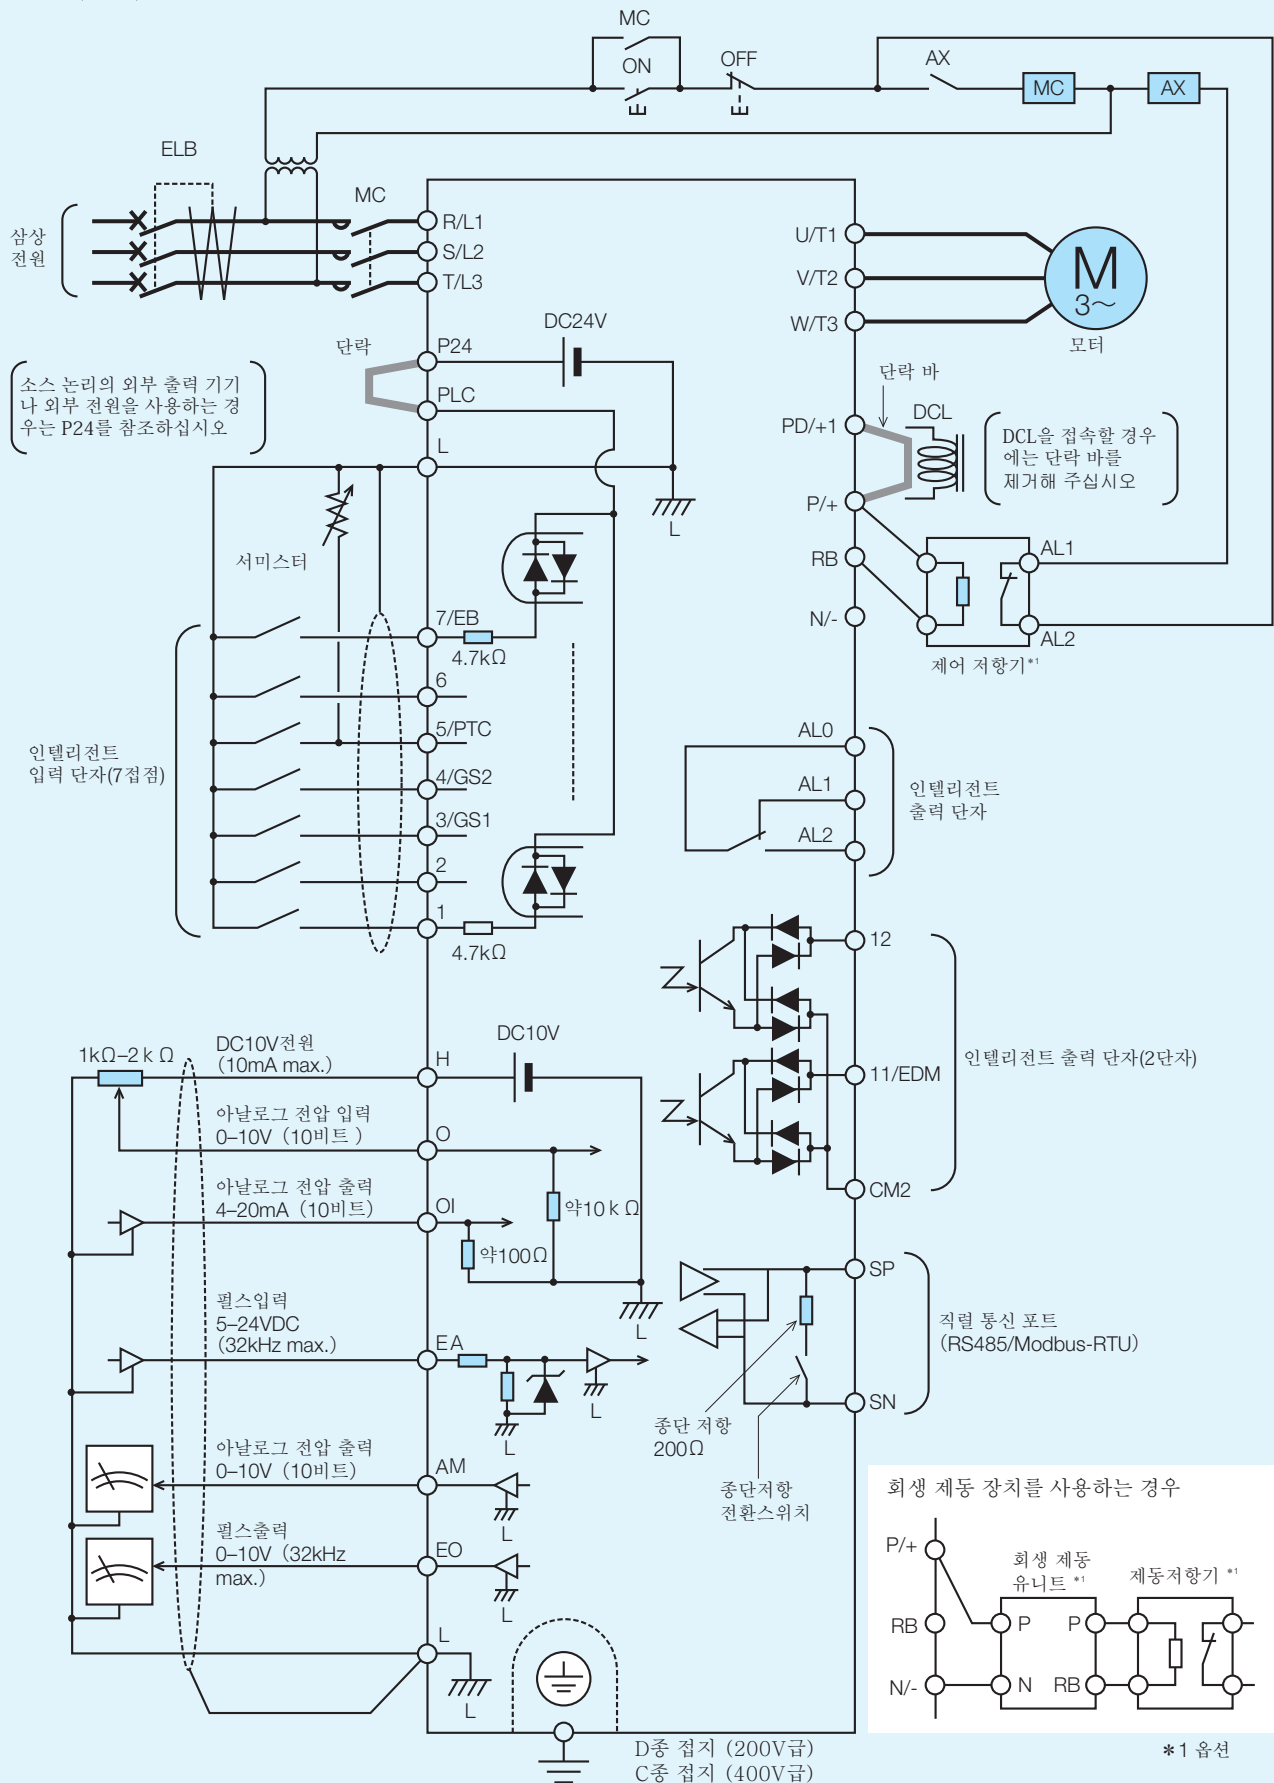 MC
ON
OFF
AX
MC
AX
ELB
MC
삼상
전원
R/L1
S/L2
T/L3
U/T1
V/T2
W/T3
M
3～
모터
DC24V
단락
P24
PLC
L
L
소스 논리의 외부 출력 기기
나 외부 전원을 사용하는 경
우는 P24를 참조하십시오
단락 바
PD/+1
DCL
DCL을 접속할 경우
에는 단락 바를
제거해 주십시오
P/+
RB
N/-
AL1
AL2
제어 저항기*1
서미스터
7/EB
4.7kΩ
6
5/PTC
4/GS2
3/GS1
2
1
4.7kΩ
인텔리전트
입력 단자(7접점)
AL0
AL1
AL2
인텔리전트
출력 단자
12
11/EDM
CM2
인텔리전트 출력 단자(2단자)
1kΩ–2ｋΩ
DC10V전원
(10mA max.)
H
DC10V
아날로그 전압 입력
0–10V (10비트 )
O
약10ｋΩ
아날로그 전압 출력
4–20mA (10비트)
OI
약100Ω
L
펄스입력
5–24VDC
(32kHz max.)
EA
L
L
아날로그 전압 출력
0–10V (10비트)
AM
L
펄스출력
0–10V (32kHz
max.)
EO
L
L
L
SP
SN
직렬 통신 포트
(RS485/Modbus-RTU)
종단 저항
200Ω
종단저항
전환스위치
D종 접지 (200V급)
C종 접지 (400V급)
회생 제동 장치를 사용하는 경우
P/+
RB
N/-
회생 제동
유니트 *1
P
N
P
RB
제동저항기 *1
*1 옵션